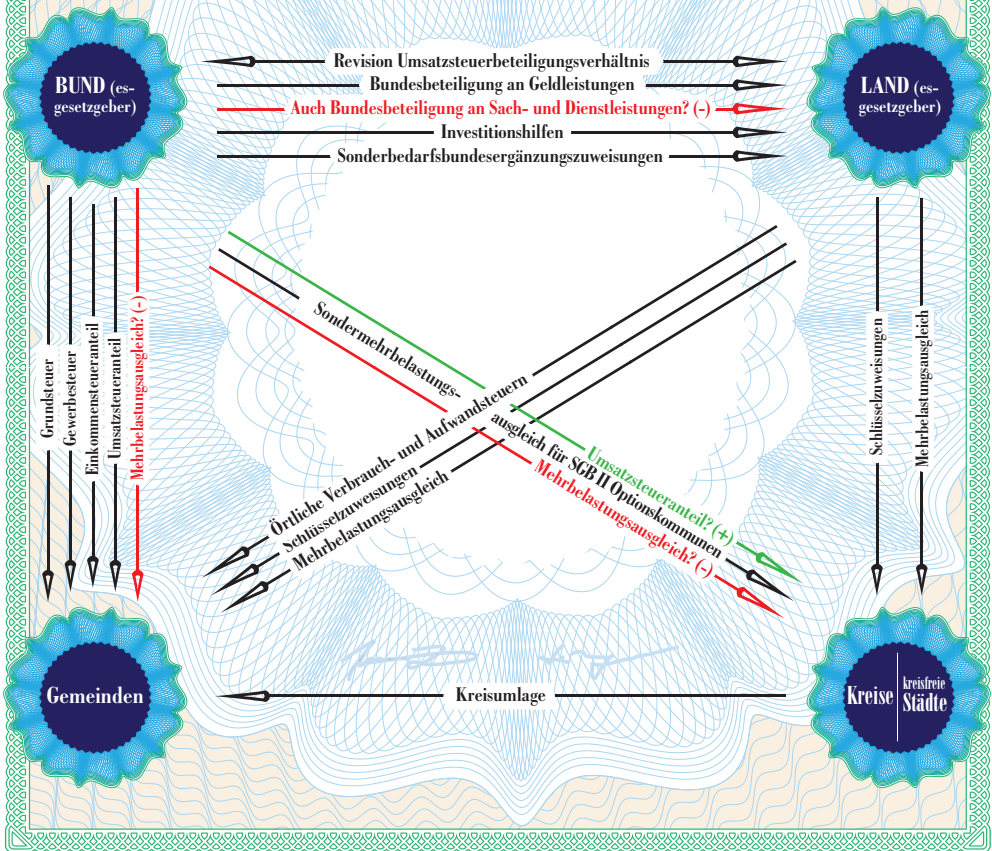 BUND (es-
gesetzgeber)
Revision Umsatzsteuerbeteiligungsverhältnis
Bundesbeteiligung an Geldleistungen
Auch Bundesbeteiligung an Sach- und Dienstleistungen? (-)
Investitionshilfen
Sonderbedarfsbundesergänzungszuweisungen
LAND (es-
gesetzgeber)
Grundsteuer
Gewerbesteuer
Einkommensteueranteil
Umsatzsteueranteil
Mehrbelastungsausgleich? (-)
Sondermehrbelastungs-
ausgleich für SGB II Optionskommunen
Umsatzsteueranteil? (+)
Mehrbelastungsausgleich? (-)
Örtliche Verbrauch- und Aufwandsteuern
Schlüsselzuweisungen
Mehrbelastungsausgleich
Schlüsselzuweisungen
Mehrbelastungsausgleich
Gemeinden
Kreisumlage
Kreise
kreisfreie
Städte